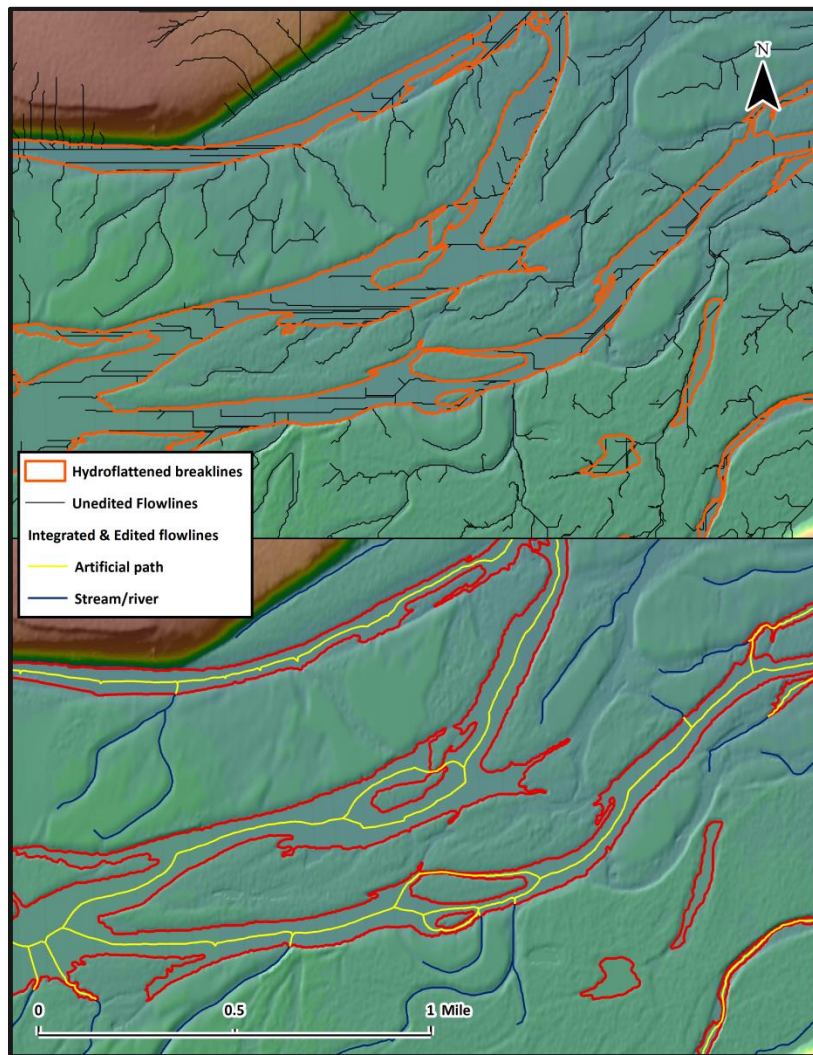 N
Hydroflattened breaklines
Unedited Flowlines
Integrated & Edited flowlines
Artificial path
Stream/river
0 0.5 1 Mile